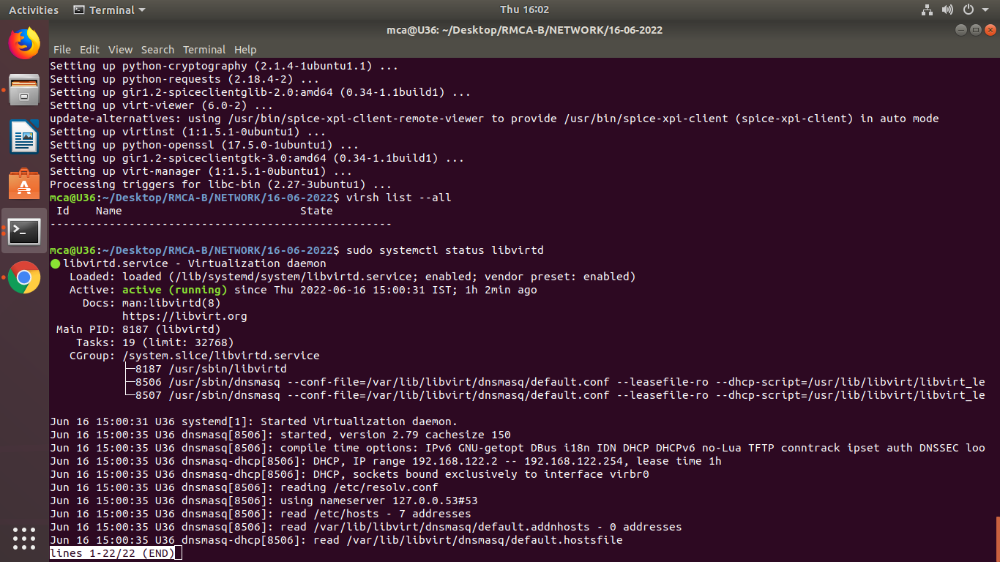 Activities Terminal Thu 16:02
mca@U36: ~/Desktop/RMCA-B/NETWORK/16-06-2022
File Edit View Search Terminal Help
Setting up python-cryptography (2.1.4-1ubuntu1.1) ...
Setting up python-requests (2.18.4-2) ...
Setting up gir1.2-spiceclientglib-2.0:amd64 (0.34-1.1build1) ...
Setting up virt-viewer (6.0-2) ...
update-alternatives: using /usr/bin/spice-xpi-client-remote-viewer to provide /usr/bin/spice-xpi-client (spice-xpi-client) in auto mode
Setting up virtinst (1:1.5.1-0ubuntu1) ...
Setting up python-openssl (17.5.0-1ubuntu1) ...
Setting up gir1.2-spiceclientgtk-3.0:amd64 (0.34-1.1build1) ...
Setting up virt-manager (1:1.5.1-0ubuntu1) ...
Processing triggers for libc-bin (2.27-3ubuntu1) ...
mca@U36:~/Desktop/RMCA-B/NETWORK/16-06-2022$ virsh list --all
 Id    Name                           State
----------------------------------------------------

mca@U36:~/Desktop/RMCA-B/NETWORK/16-06-2022$ sudo systemctl status libvirtd
● libvirtd.service - Virtualization daemon
   Loaded: loaded (/lib/systemd/system/libvirtd.service; enabled; vendor preset: enabled)
   Active: active (running) since Thu 2022-06-16 15:00:31 IST; 1h 2min ago
     Docs: man:libvirtd(8)
           https://libvirt.org
 Main PID: 8187 (libvirtd)
    Tasks: 19 (limit: 32768)
   CGroup: /system.slice/libvirtd.service
           ├─8187 /usr/sbin/libvirtd
           ├─8506 /usr/sbin/dnsmasq --conf-file=/var/lib/libvirt/dnsmasq/default.conf --leasefile-ro --dhcp-script=/usr/lib/libvirt/libvirt_le
           └─8507 /usr/sbin/dnsmasq --conf-file=/var/lib/libvirt/dnsmasq/default.conf --leasefile-ro --dhcp-script=/usr/lib/libvirt/libvirt_le

Jun 16 15:00:31 U36 systemd[1]: Started Virtualization daemon.
Jun 16 15:00:35 U36 dnsmasq[8506]: started, version 2.79 cachesize 150
Jun 16 15:00:35 U36 dnsmasq[8506]: compile time options: IPv6 GNU-getopt DBus i18n IDN DHCP DHCPv6 no-Lua TFTP conntrack ipset auth DNSSEC loo
Jun 16 15:00:35 U36 dnsmasq-dhcp[8506]: DHCP, IP range 192.168.122.2 -- 192.168.122.254, lease time 1h
Jun 16 15:00:35 U36 dnsmasq-dhcp[8506]: DHCP, sockets bound exclusively to interface virbr0
Jun 16 15:00:35 U36 dnsmasq[8506]: reading /etc/resolv.conf
Jun 16 15:00:35 U36 dnsmasq[8506]: using nameserver 127.0.0.53#53
Jun 16 15:00:35 U36 dnsmasq[8506]: read /etc/hosts - 7 addresses
Jun 16 15:00:35 U36 dnsmasq[8506]: read /var/lib/libvirt/dnsmasq/default.addnhosts - 0 addresses
Jun 16 15:00:35 U36 dnsmasq-dhcp[8506]: read /var/lib/libvirt/dnsmasq/default.hostsfile
lines 1-22/22 (END)